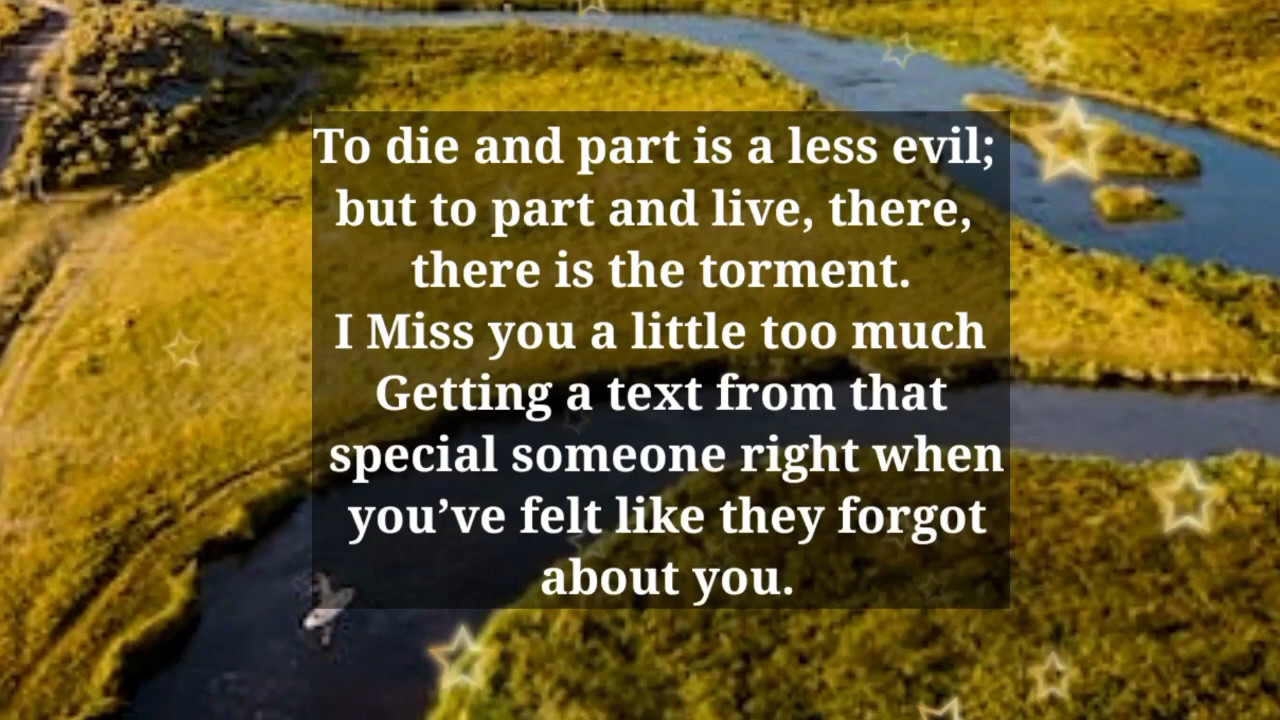 To die and part is a less evil;
but to part and live, there,
there is the torment.
I Miss you a little too much
Getting a text from that
special someone right when
you’ve felt like they forgot
about you.